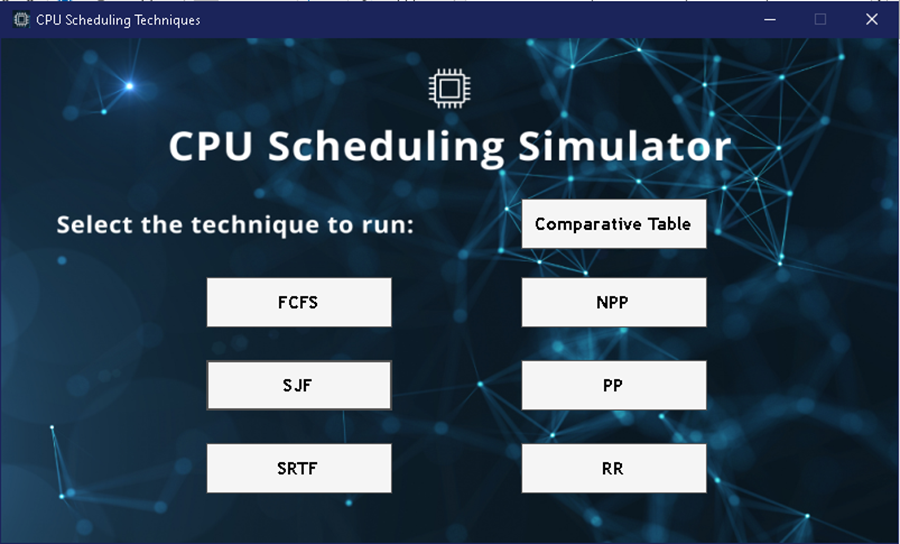 CPU Scheduling Techniques
CPU Scheduling Simulator
Select the technique to run:
Comparative Table
FCFS
NPP
SJF
PP
SRTF
RR